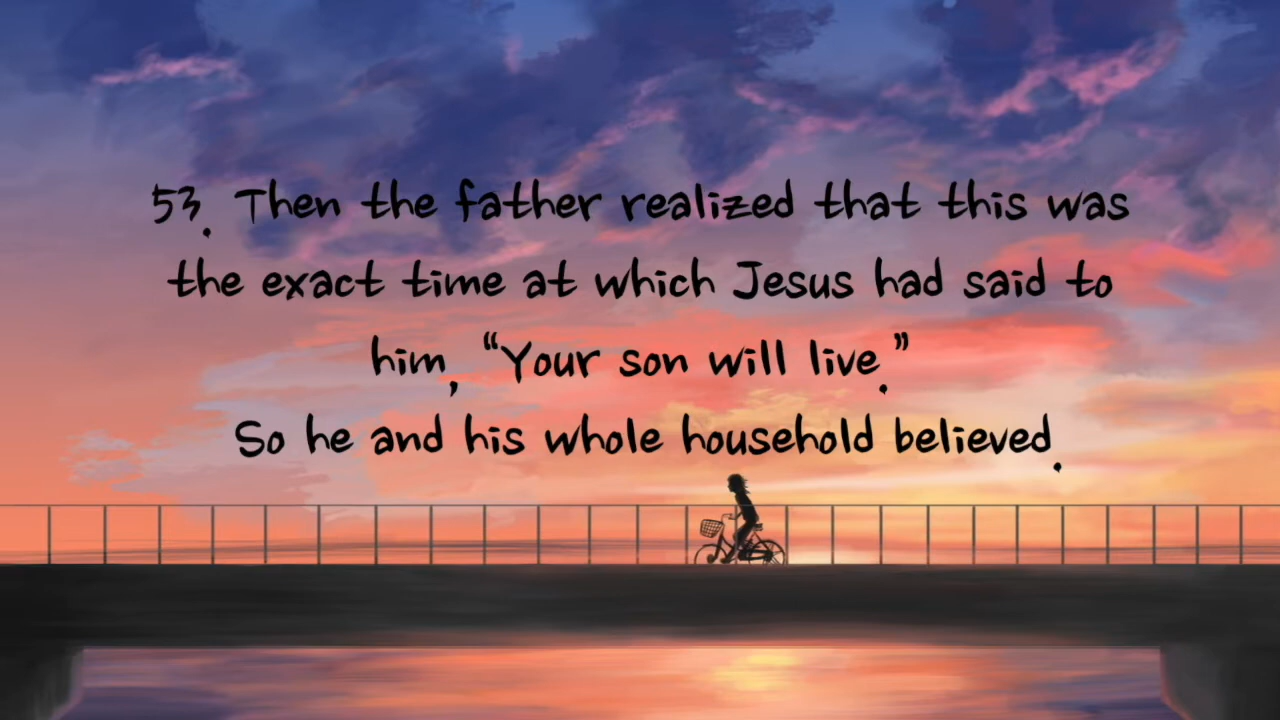 53. Then the father realized that this was
the exact time at which Jesus had said to
him, “Your son will live.”
So he and his whole household believed.